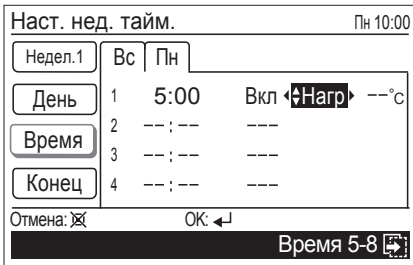 Наст. нед. тайм. Пн 10:00
Недел.1 Вс Пн
День 1 5:00 Вкл Нагр --°c
Время 2 --:-- ---
3 --:-- ---
Конец 4 --:-- ---
Отмена: OK:
Время 5-8